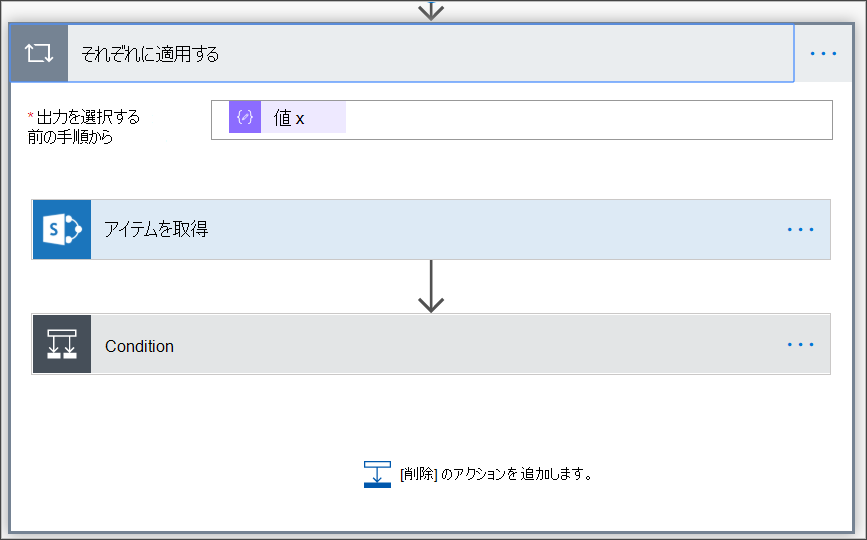 それぞれに適用する
...
*出力を選択する
前の手順から
値 x
S
アイテムを取得
...
Condition
...
[削除] のアクションを追加します。